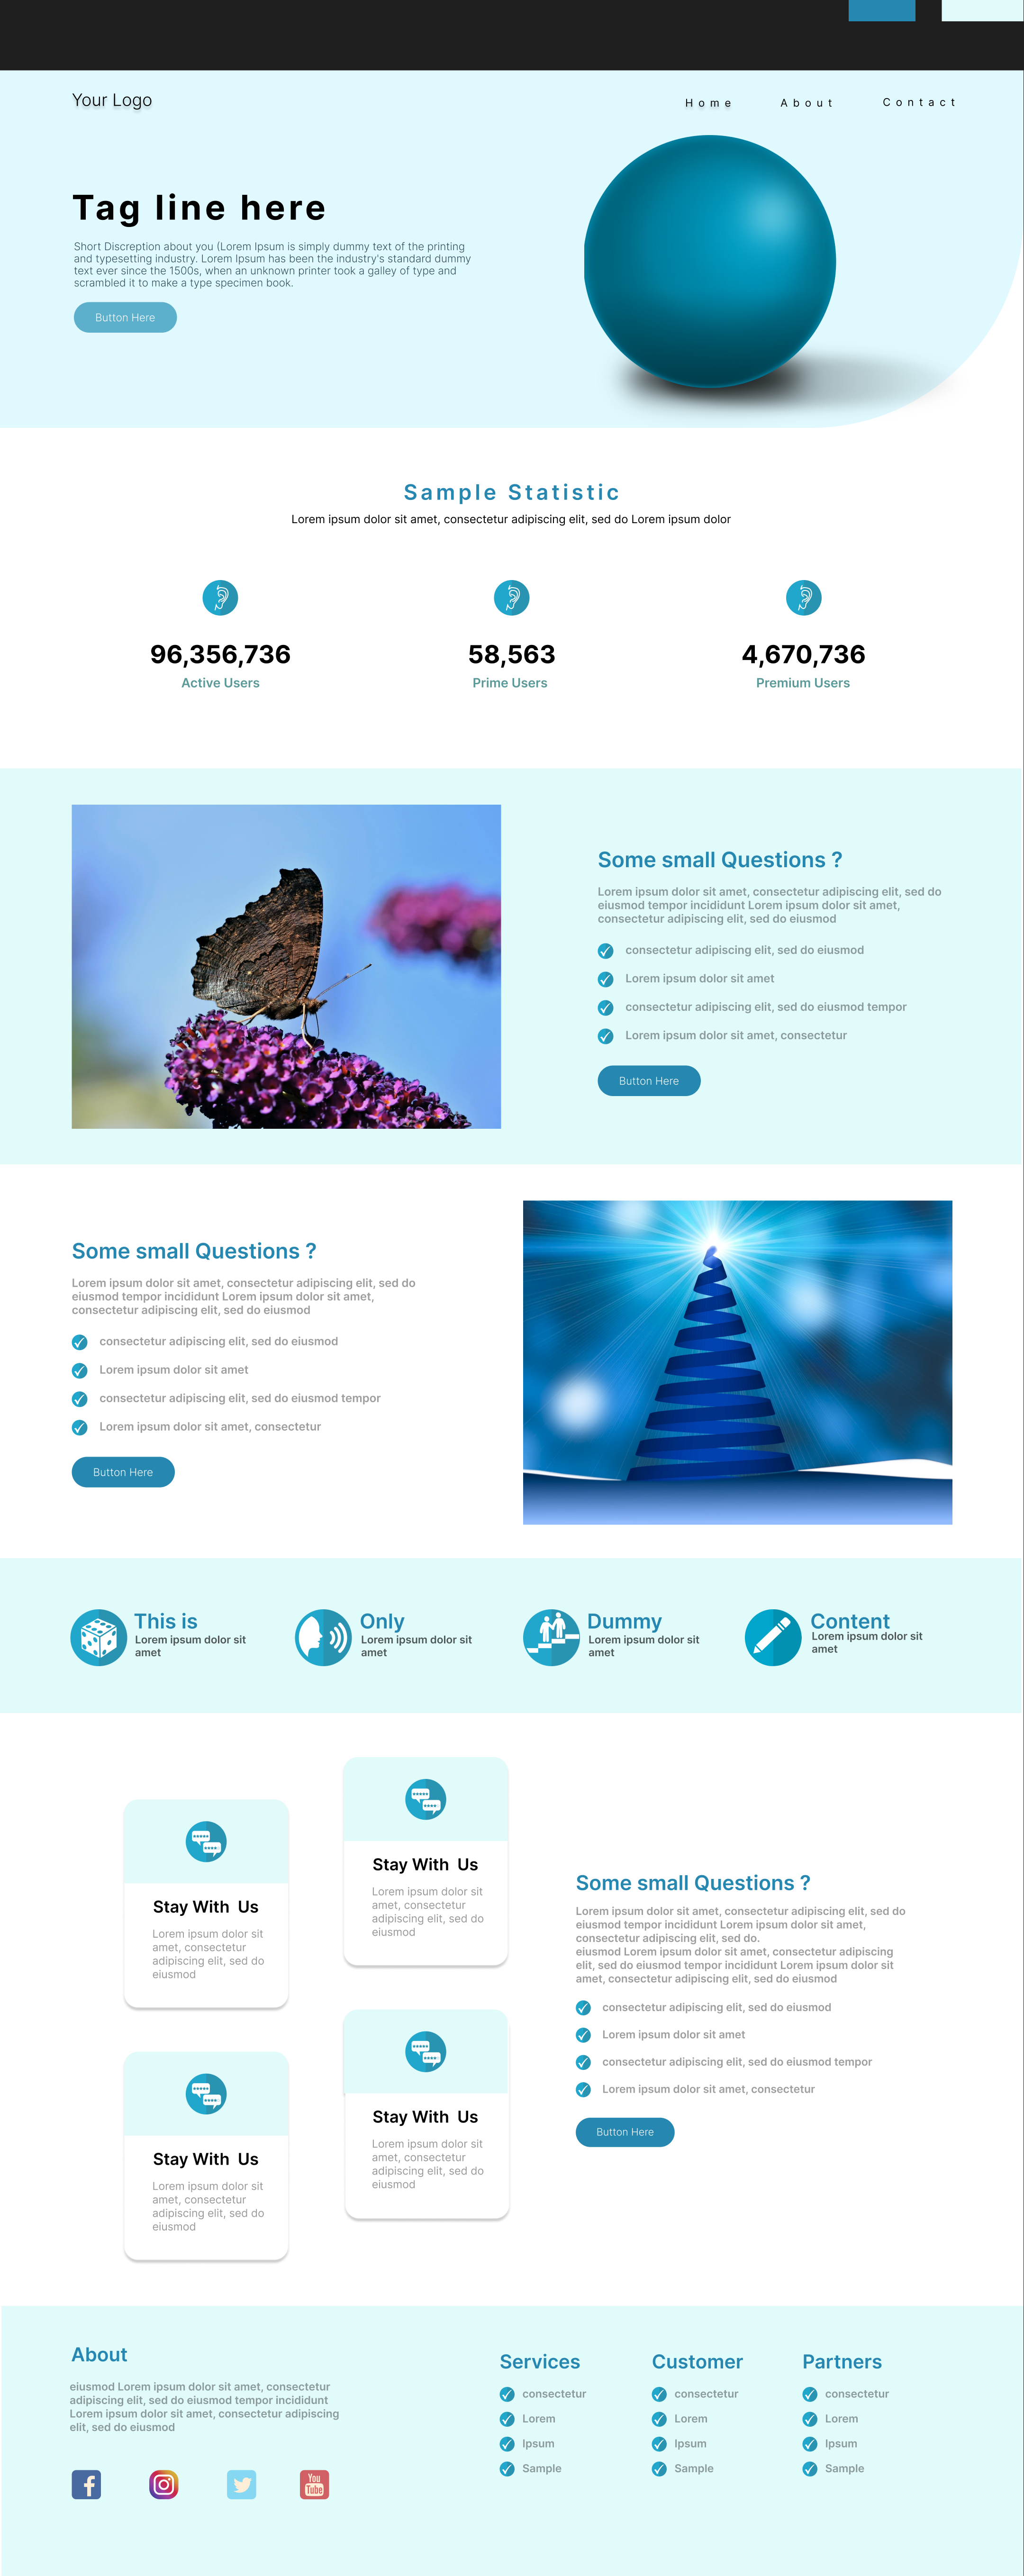 Your Logo
Home
About
Contact
Tag line here
Short Discreption about you (Lorem Ipsum is simply dummy text of the printing
and typesetting industry. Lorem Ipsum has been the industry's standard dummy
text ever since the 1500s, when an unknown printer took a galley of type and
scrambled it to make a type specimen book.
Button Here
Sample Statistic
Lorem ipsum dolor sit amet, consectetur adipiscing elit, sed do Lorem ipsum dolor
96,356,736
Active Users
58,563
Prime Users
4,670,736
Premium Users
Some small Questions ?
Lorem ipsum dolor sit amet, consectetur adipiscing elit, sed do
eiusmod tempor incididunt Lorem ipsum dolor sit amet,
consectetur adipiscing elit, sed do eiusmod
consectetur adipiscing elit, sed do eiusmod
Lorem ipsum dolor sit amet
consectetur adipiscing elit, sed do eiusmod tempor
Lorem ipsum dolor sit amet, consectetur
Button Here
Some small Questions ?
Lorem ipsum dolor sit amet, consectetur adipiscing elit, sed do
eiusmod tempor incididunt Lorem ipsum dolor sit amet,
consectetur adipiscing elit, sed do eiusmod
consectetur adipiscing elit, sed do eiusmod
Lorem ipsum dolor sit amet
consectetur adipiscing elit, sed do eiusmod tempor
Lorem ipsum dolor sit amet, consectetur
Button Here
This is
Lorem ipsum dolor sit
amet
Only
Lorem ipsum dolor sit
amet
Dummy
Lorem ipsum dolor sit
amet
Content
Lorem ipsum dolor sit
amet
Stay With Us
Lorem ipsum dolor sit
amet, consectetur
adipiscing elit, sed do
eiusmod
Stay With Us
Lorem ipsum dolor sit
amet, consectetur
adipiscing elit, sed do
eiusmod
Stay With Us
Lorem ipsum dolor sit
amet, consectetur
adipiscing elit, sed do
eiusmod
Stay With Us
Lorem ipsum dolor sit
amet, consectetur
adipiscing elit, sed do
eiusmod
Some small Questions ?
Lorem ipsum dolor sit amet, consectetur adipiscing elit, sed do
eiusmod tempor incididunt Lorem ipsum dolor sit amet,
consectetur adipiscing elit, sed do.
eiusmod Lorem ipsum dolor sit amet, consectetur adipiscing
elit, sed do eiusmod tempor incididunt Lorem ipsum dolor sit
amet, consectetur adipiscing elit, sed do eiusmod
consectetur adipiscing elit, sed do eiusmod
Lorem ipsum dolor sit amet
consectetur adipiscing elit, sed do eiusmod tempor
Lorem ipsum dolor sit amet, consectetur
Button Here
About
eiusmod Lorem ipsum dolor sit amet, consectetur
adipiscing elit, sed do eiusmod tempor incididunt
Lorem ipsum dolor sit amet, consectetur adipiscing
elit, sed do eiusmod
You
Tube
Services
consectetur
Lorem
Ipsum
Sample
Customer
consectetur
Lorem
Ipsum
Sample
Partners
consectetur
Lorem
Ipsum
Sample